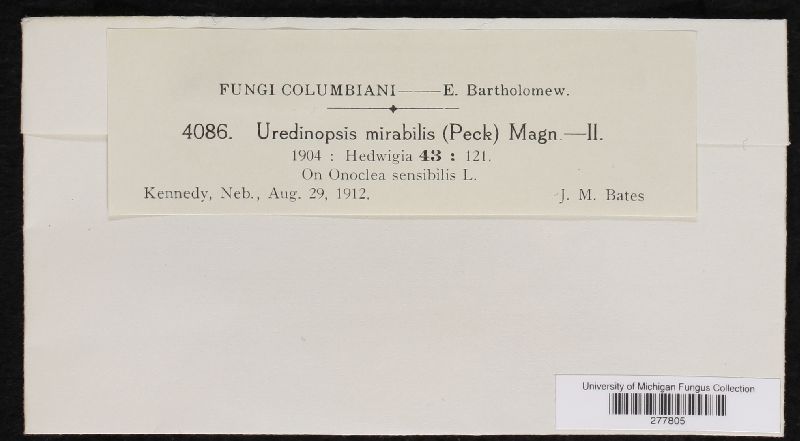 FUNGI COLUMBIANI——E. Bartholomew.
4086. Uredinopsis mirabilis (Peck) Magn.—II.
1904 : Hedwigia 43 : 121.
On Onoclea sensibilis L.
Kennedy, Neb., Aug. 29, 1912. J. M. Bates
University of Michigan Fungus Collection
277805